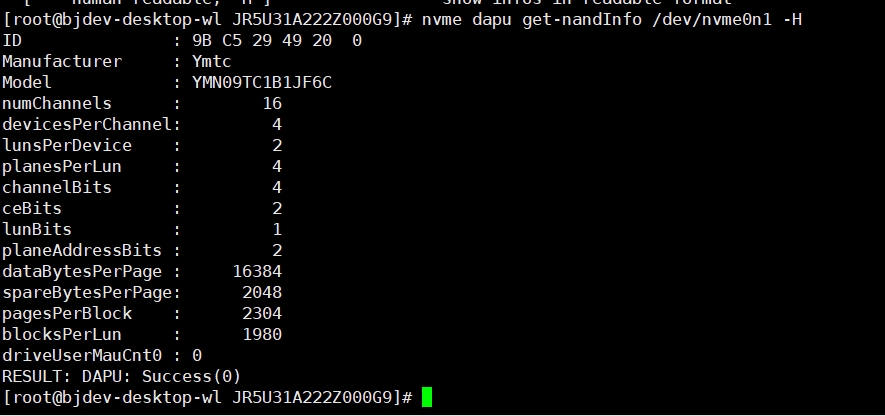 [root@bjdev-desktop-wl JR5U31A222Z000G9]# nvme dapu get-nandInfo /dev/nvme0n1 -H
ID              : 9B C5 29 49 20  0
Manufacturer    : Ymtc
Model           : YMN09TC1B1JF6C
numChannels     :        16
devicesPerChannel:         4
lunsPerDevice   :         2
planesPerLun    :         4
channelBits     :         4
ceBits          :         2
lunBits         :         1
planeAddressBits :         2
dataBytesPerPage :     16384
spareBytesPerPage:      2048
pagesPerBlock    :      2304
blocksPerLun     :      1980
driveUserMauCnt0 : 0
RESULT: DAPU: Success(0)
[root@bjdev-desktop-wl JR5U31A222Z000G9]#